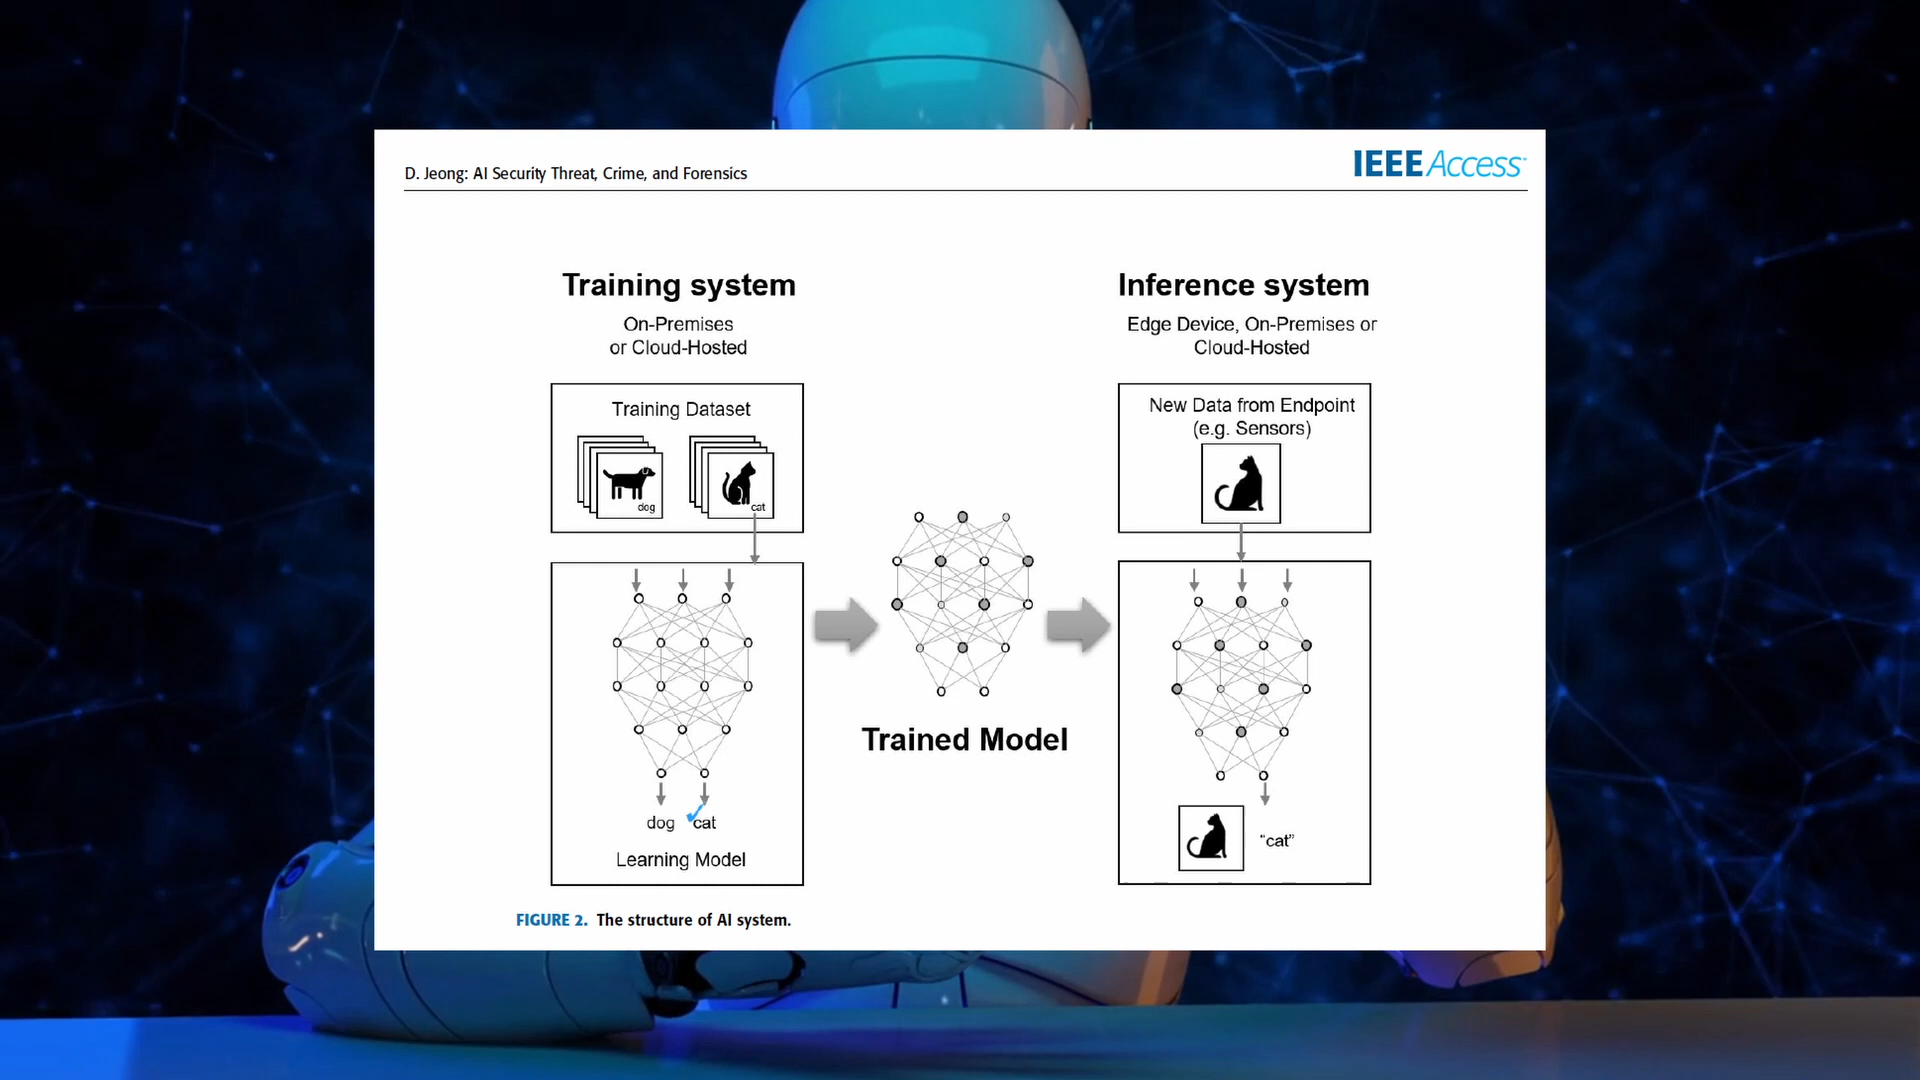 D. Jeong: AI Security Threat, Crime, and Forensics
IEEE Access
Training system
On-Premises
or Cloud-Hosted
Training Dataset
dog
cat
dog
cat
Learning Model
Trained Model
Inference system
Edge Device, On-Premises or
Cloud-Hosted
New Data from Endpoint
(e.g. Sensors)
“cat”
FIGURE 2. The structure of AI system.